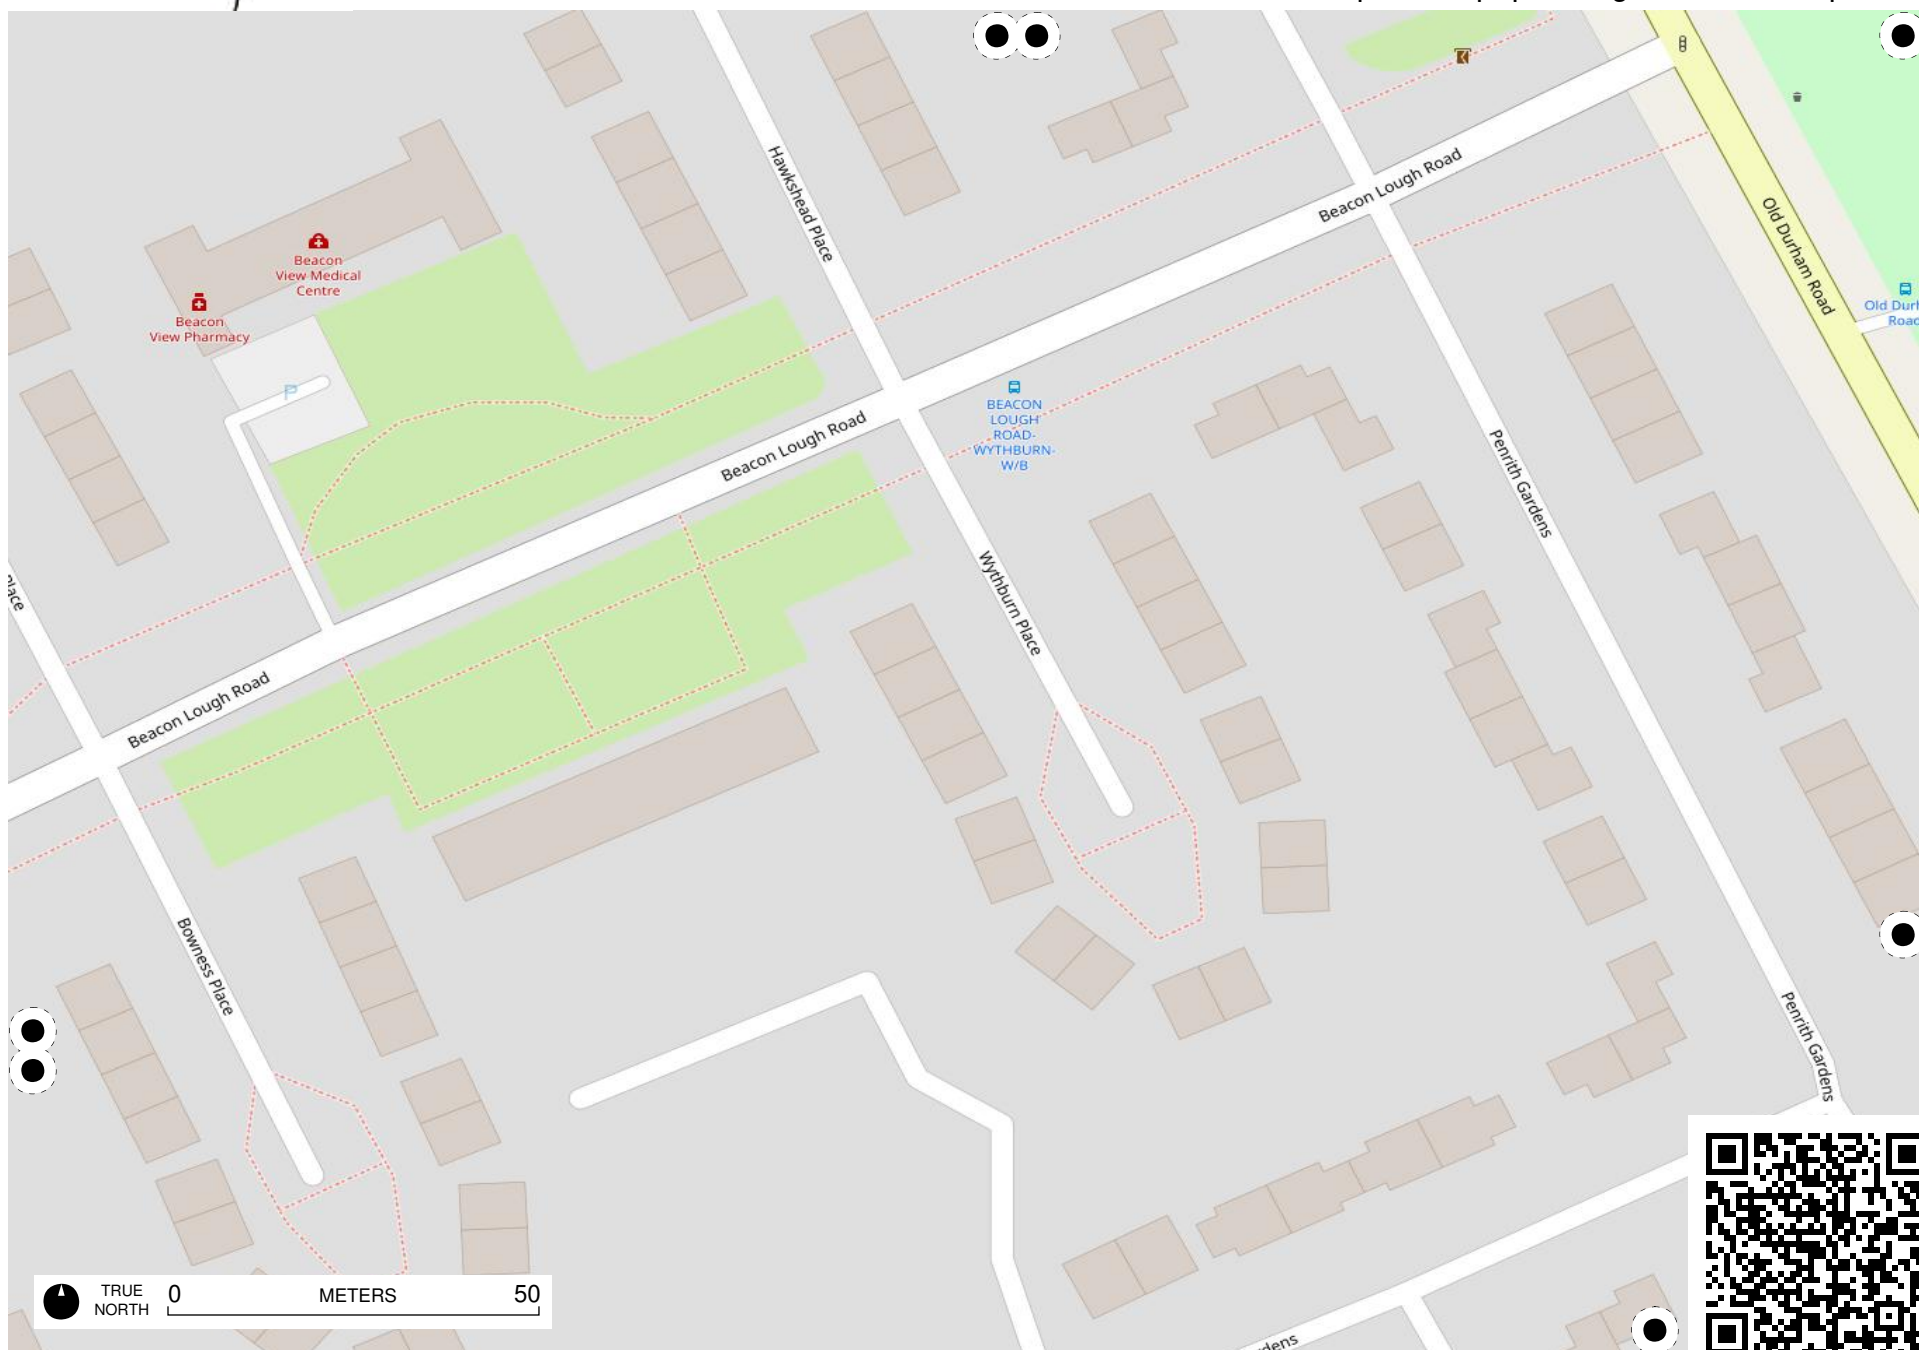 Hawkshead Place
Beacon Lough Road
Old Durham Road
Beacon
View Medical
Centre
Beacon
View Pharmacy
P
BEACON
LOUGH
ROAD-
WYTHBURN-
W/B
Road
Beacon Lough Road
Penrith Gardens
Wythburn Place
Place
Beacon Lough Road
Bowness Place
Penrith Gardens
TRUE
NORTH
0
METERS
50